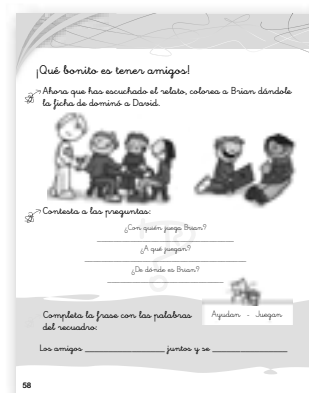 ¡Qué bonito es tener amigos!
Ahora que has escuchado el relato, colorea a Brian dándole
la ficha de dominó a David.
Contesta a las preguntas:
¿Con quién juega Brian?
¿A qué juegan?
¿De dónde es Brian?
Completa la frase con las palabras
del recuadro:
Ayudan - Juegan
Los amigos ____________ juntos y se ____________
58